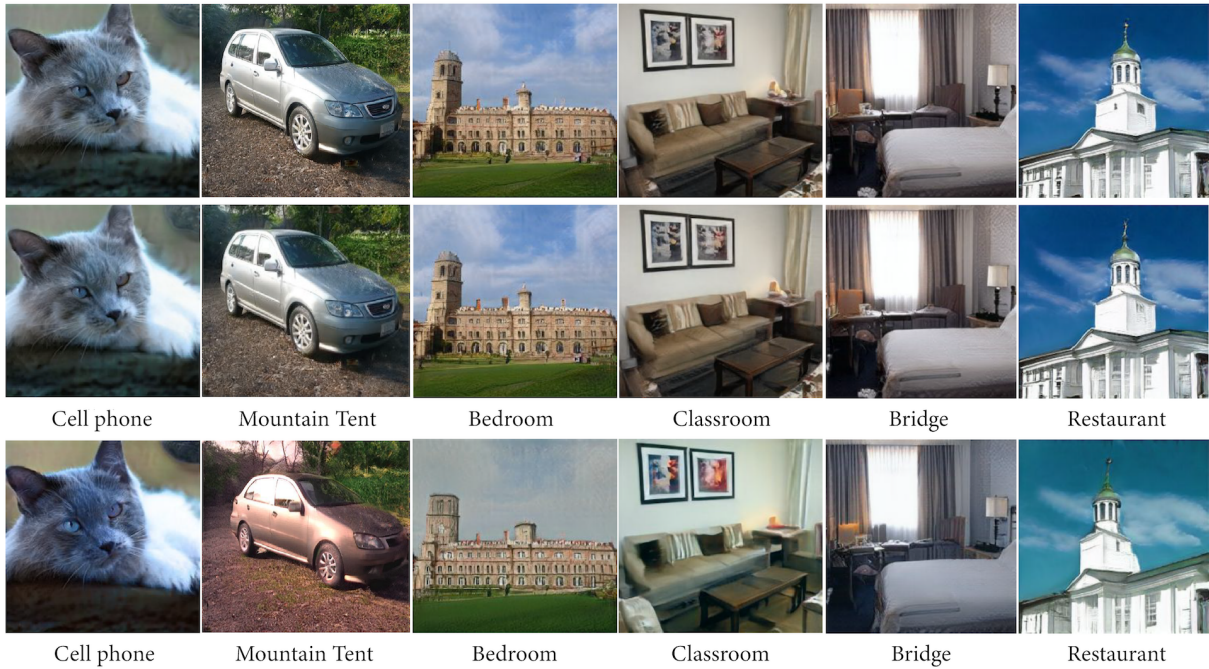 Cell phone
Mountain Tent
Bedroom
Classroom
Bridge
Restaurant
Cell phone
Mountain Tent
Bedroom
Classroom
Bridge
Restaurant